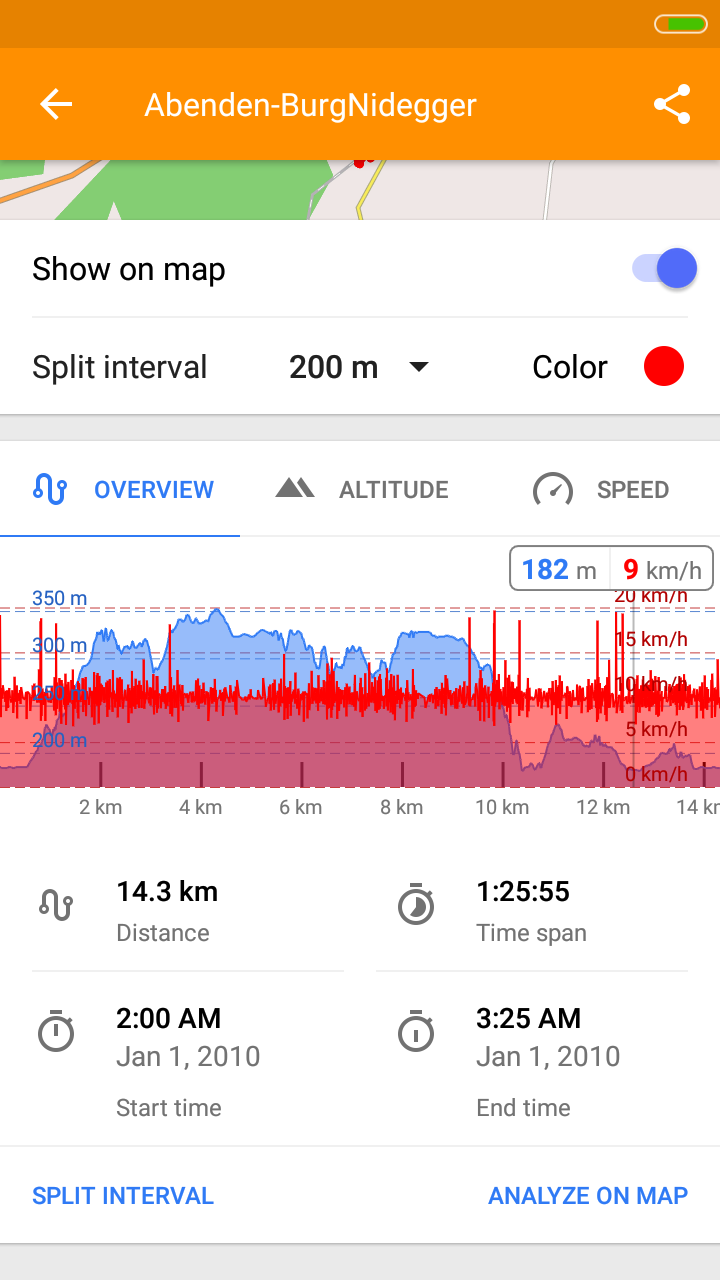 Abenden-BurgNidegger
Show on map
Split interval 200 m Color
OVERVIEW ALTITUDE SPEED
182 m 9 km/h
350 m 20 km/h
300 m 15 km/h
250 m 10 km/h
200 m 5 km/h
0 km/h
2 km 4 km 6 km 8 km 10 km 12 km 14 km
14.3 km 1:25:55
Distance Time span
2:00 AM 3:25 AM
Jan 1, 2010 Jan 1, 2010
Start time End time
SPLIT INTERVAL ANALYZE ON MAP